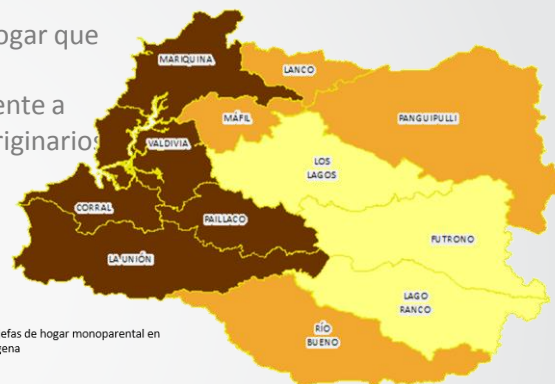 ogar que
ente a
riginarios
MARIQUINA
LANCO
PANGUIPULLI
MÁFIL
VALDIVIA
LOS
LAGOS
CORRAL
PAILLACO
FUTRONO
LA UNIÓN
LAGO
RANCO
RÍO
BUENO
efas de hogar monoparental en
gena